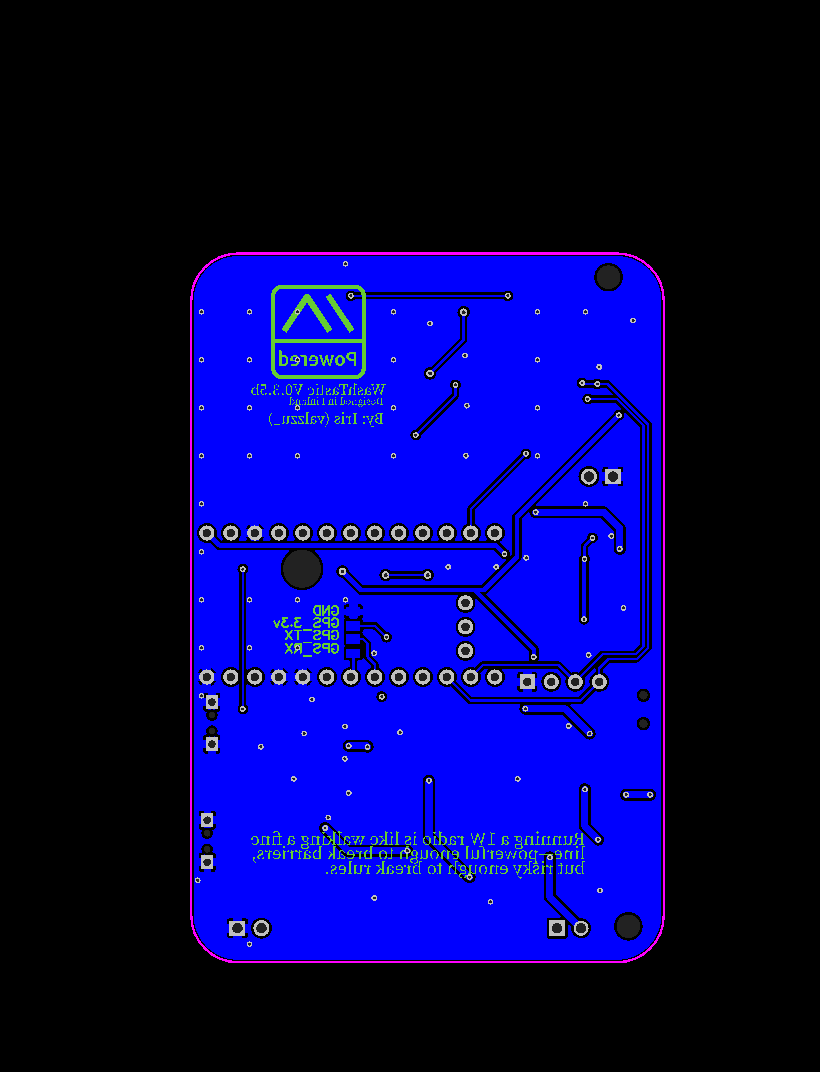 Powered
WashTastic V0.3.5b
Designed in Finland
By: Iris (valzzu_)
GND
GPS_3.3v
GPS_TX
GPS_RX
Running a 1W radio is like walking a fine
line—powerful enough to break barriers,
but risky enough to break rules.